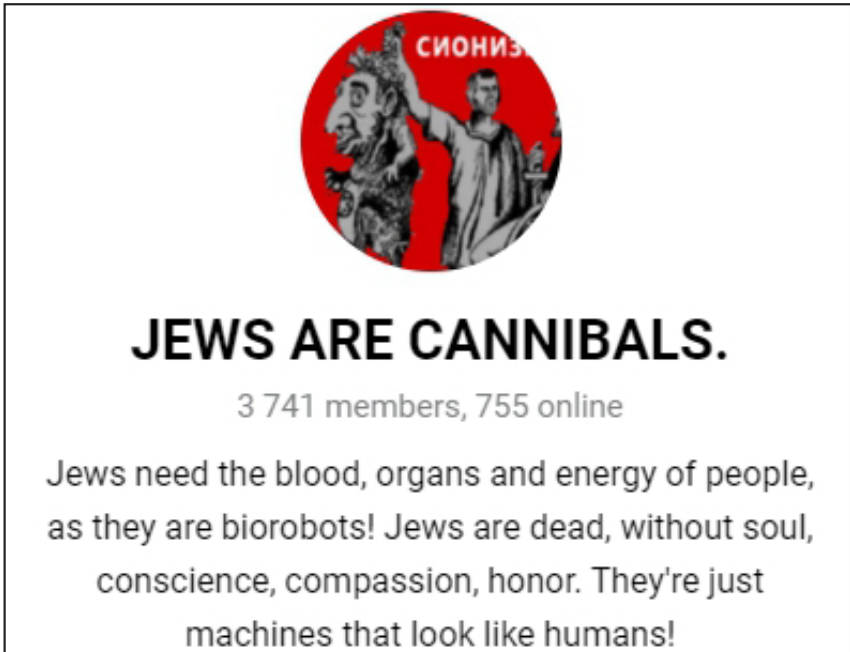 СИОНИЗ
JEWS ARE CANNIBALS.
3 741 members, 755 online
Jews need the blood, organs and energy of people,
as they are biorobots! Jews are dead, without soul,
conscience, compassion, honor. They're just
machines that look like humans!